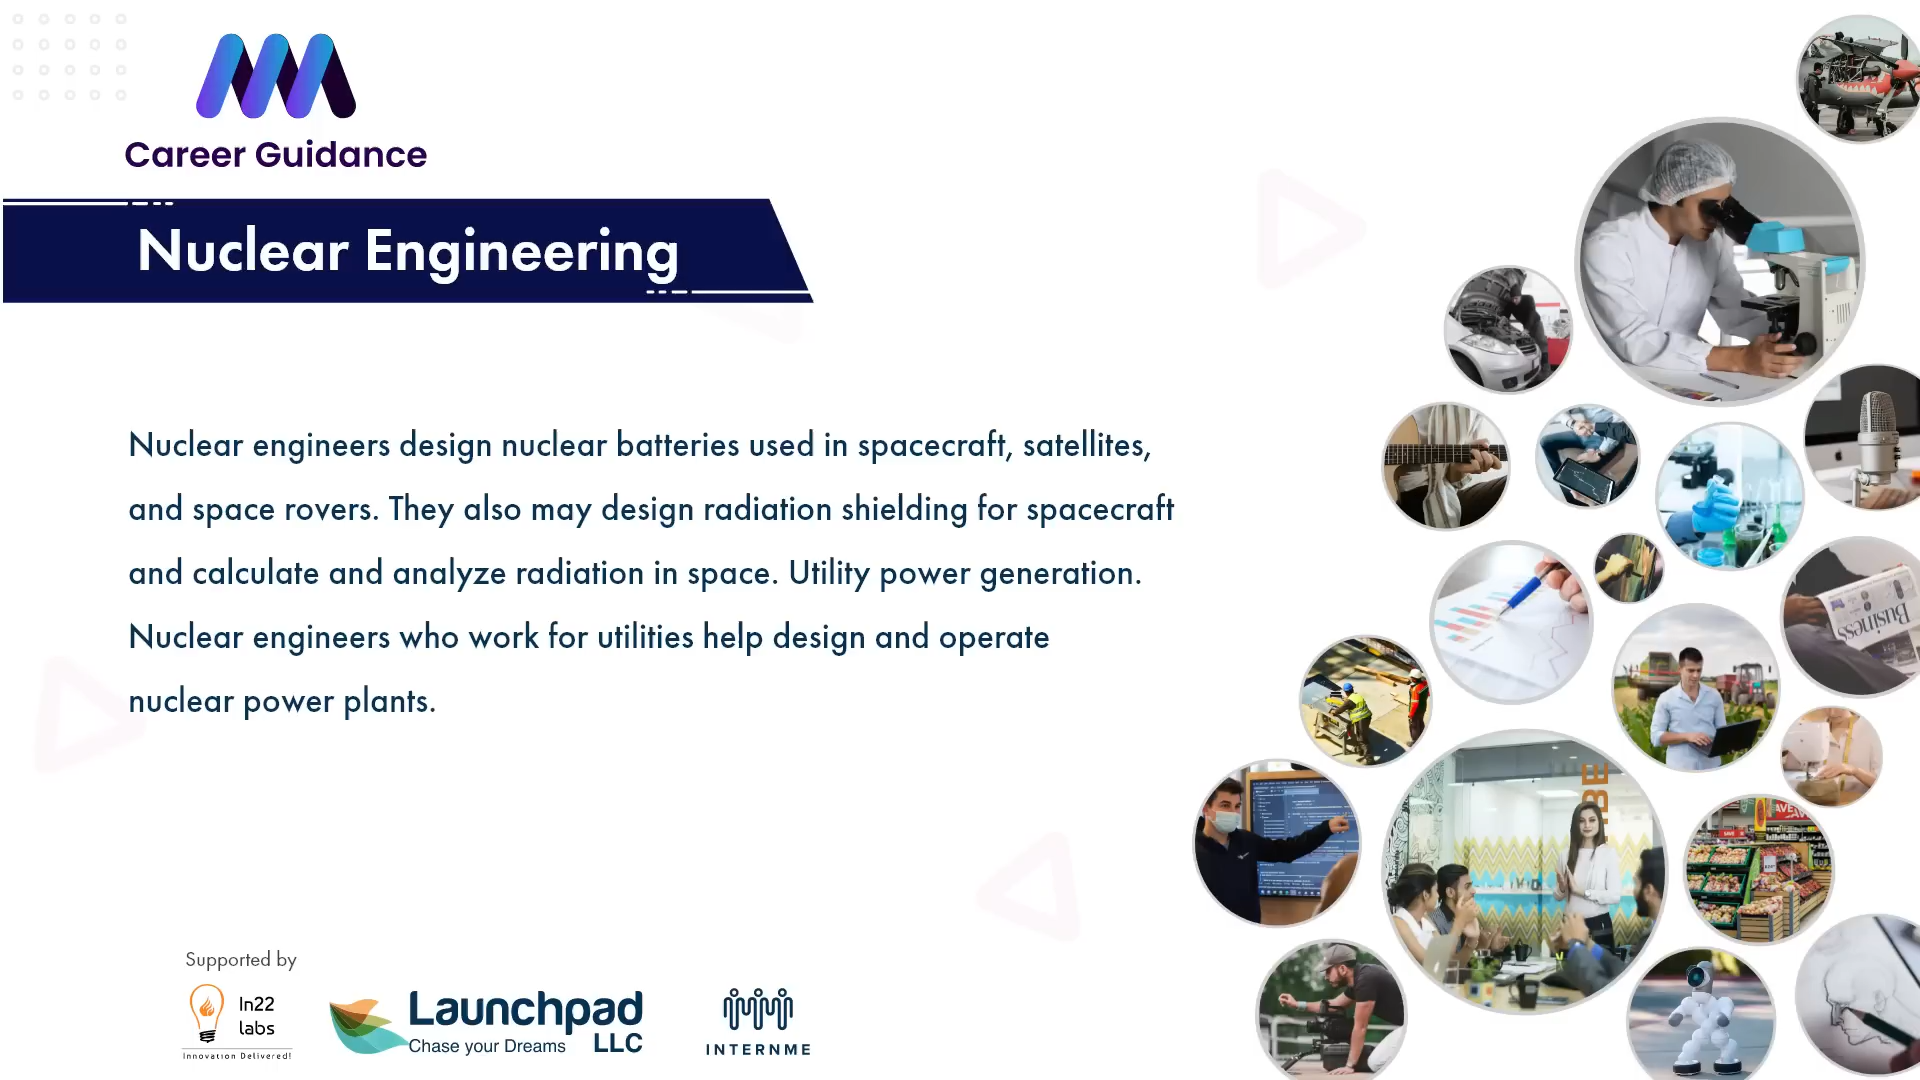 Career Guidance
Nuclear Engineering
Nuclear engineers design nuclear batteries used in spacecraft, satellites,
and space rovers. They also may design radiation shielding for spacecraft
and calculate and analyze radiation in space. Utility power generation.
Nuclear engineers who work for utilities help design and operate
nuclear power plants.
Supported by
In22
labs
Innovation Delivered!
Launchpad
Chase your Dreams LLC
INTERNME
Business
SAVE